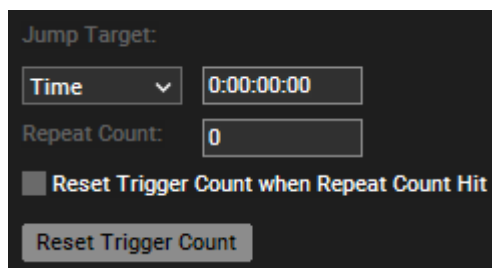 Jump Target:
Time 0:00:00:00
Repeat Count: 0
Reset Trigger Count when Repeat Count Hit
Reset Trigger Count